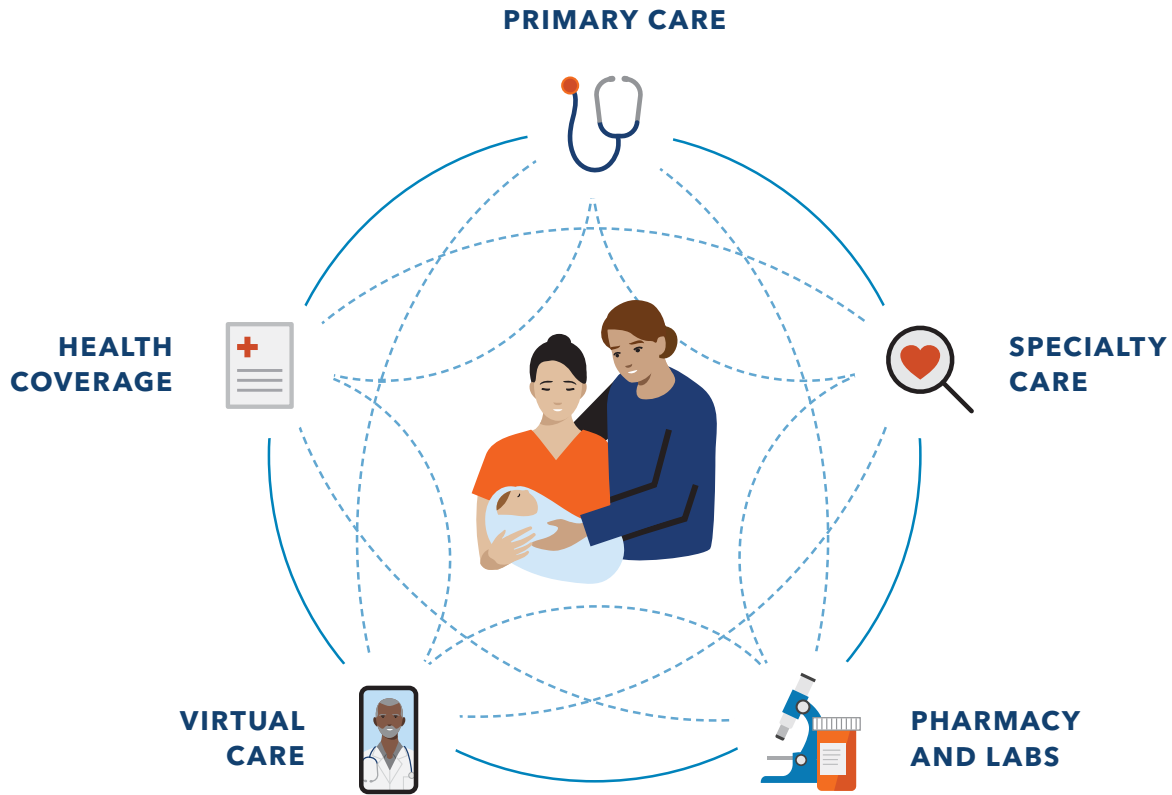 PRIMARY CARE
HEALTH
COVERAGE
SPECIALTY
CARE
VIRTUAL
CARE
PHARMACY
AND LABS